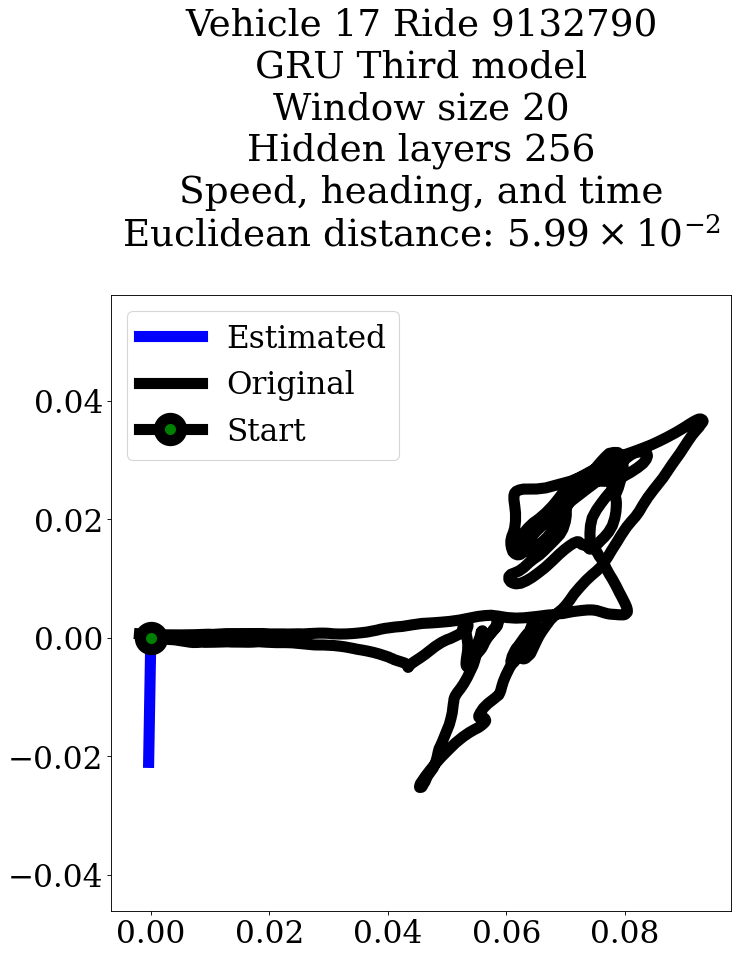 Vehicle 17 Ride 9132790
GRU Third model
Window size 20
Hidden layers 256
Speed, heading, and time
Euclidean distance: 5.99 × 10⁻²
Estimated
Original
Start
0.04
0.02
0.00
−0.02
−0.04
0.00 0.02 0.04 0.06 0.08